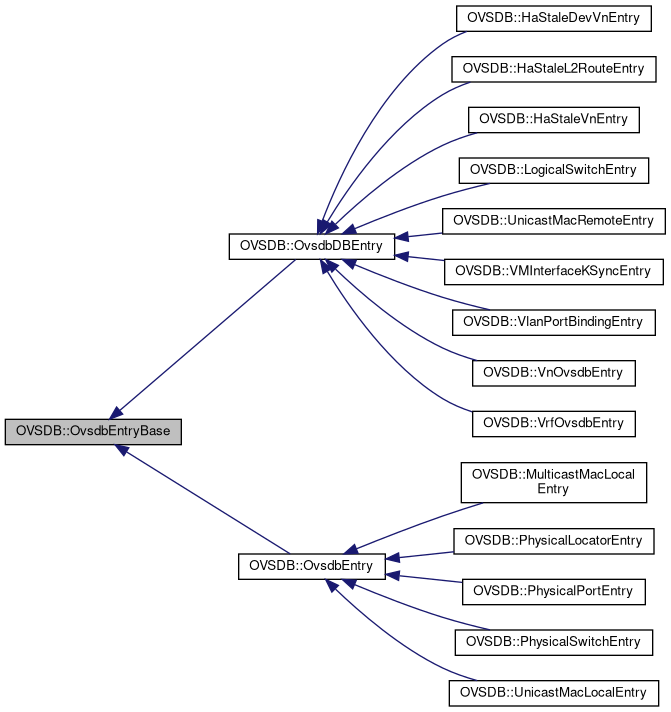 OVSDB::HaStaleDevVnEntry
OVSDB::HaStaleL2RouteEntry
OVSDB::HaStaleVnEntry
OVSDB::LogicalSwitchEntry
OVSDB::UnicastMacRemoteEntry
OVSDB::OvsdbDBEntry
OVSDB::VMInterfaceKSyncEntry
OVSDB::VlanPortBindingEntry
OVSDB::VnOvsdbEntry
OVSDB::VrfOvsdbEntry
OVSDB::OvsdbEntryBase
OVSDB::MulticastMacLocal
Entry
OVSDB::PhysicalLocatorEntry
OVSDB::OvsdbEntry
OVSDB::PhysicalPortEntry
OVSDB::PhysicalSwitchEntry
OVSDB::UnicastMacLocalEntry